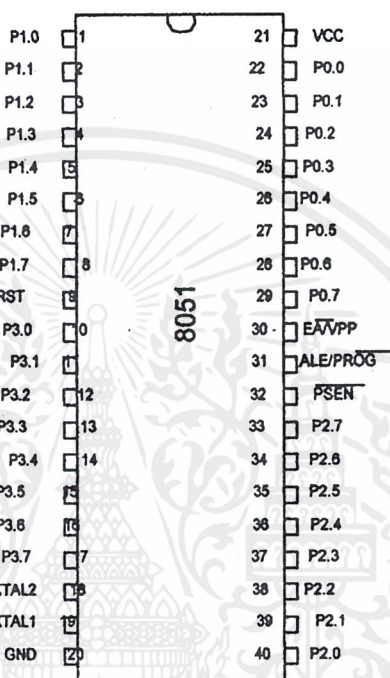 P1.0 1 21 VCC
P1.1 2 22 P0.0
P1.2 3 23 P0.1
P1.3 4 24 P0.2
P1.4 5 25 P0.3
P1.5 6 26 P0.4
P1.6 7 27 P0.5
P1.7 8 28 P0.6
RST 9 29 P0.7
P3.0 0 30 EA/VPP
P3.1 1 31 ALE/PROG
P3.2 12 32 PSEN
P3.3 13 33 P2.7
P3.4 14 34 P2.6
P3.5 15 35 P2.5
P3.6 16 36 P2.4
P3.7 7 37 P2.3
XTAL2 18 38 P2.2
XTAL1 19 39 P2.1
GND 20 40 P2.0
8051